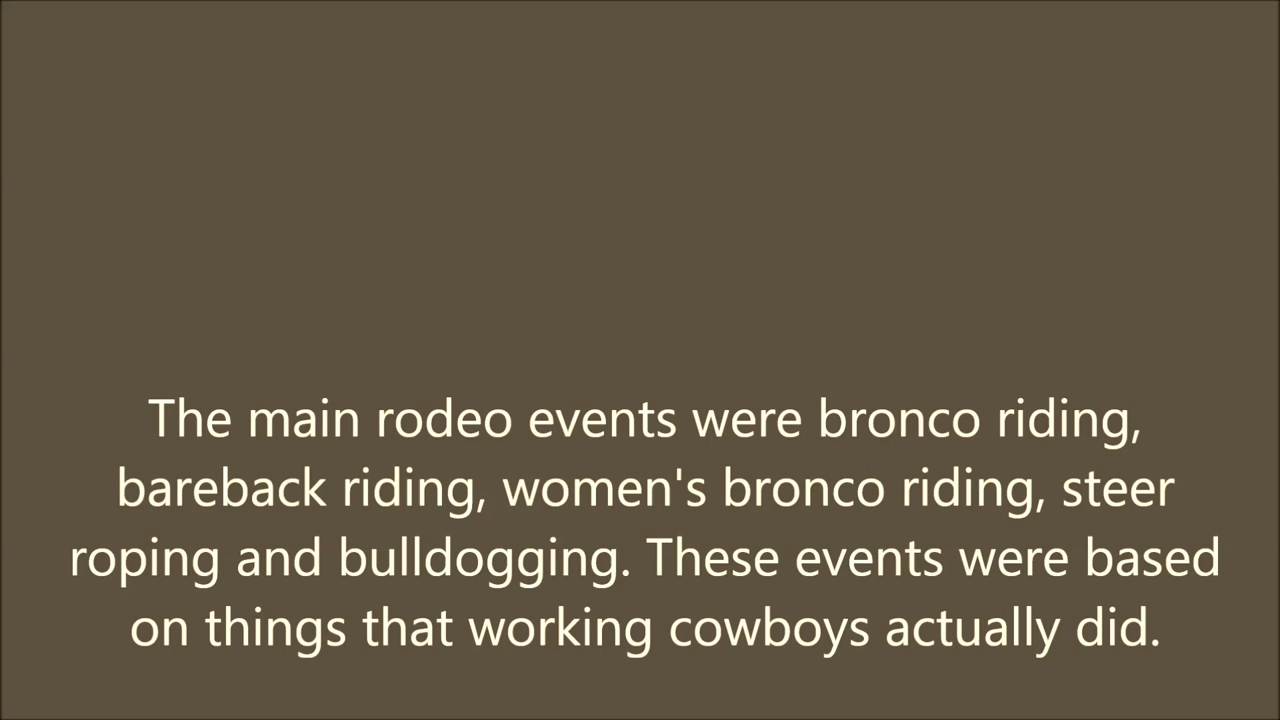 The main rodeo events were bronco riding,
bareback riding, women's bronco riding, steer
roping and bulldogging. These events were based
on things that working cowboys actually did.